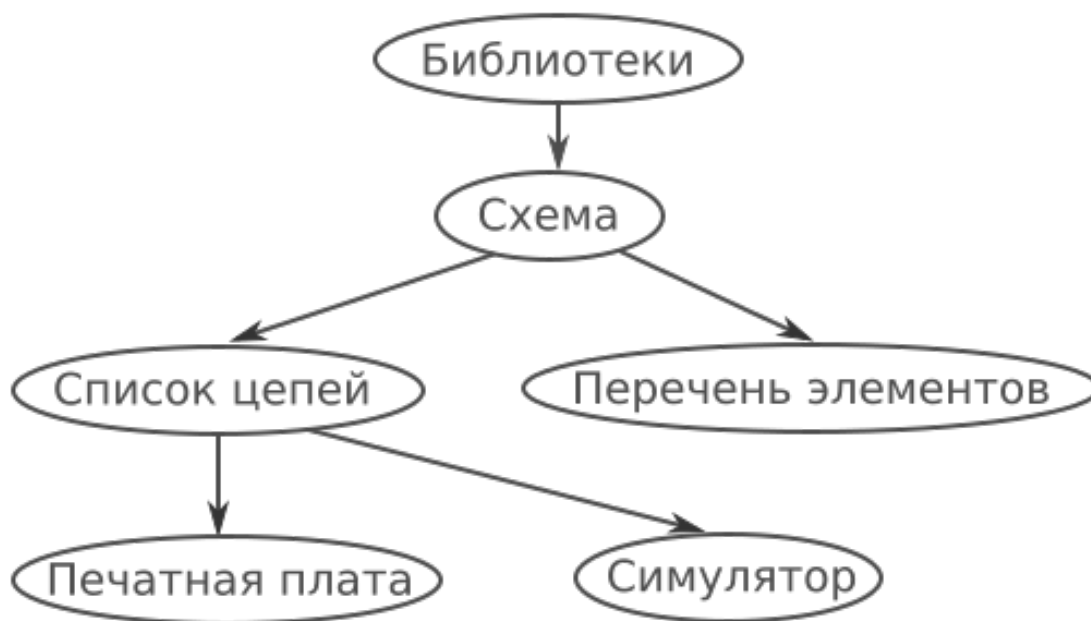 Библиотеки
Схема
Список цепей
Перечень элементов
Печатная плата
Симулятор